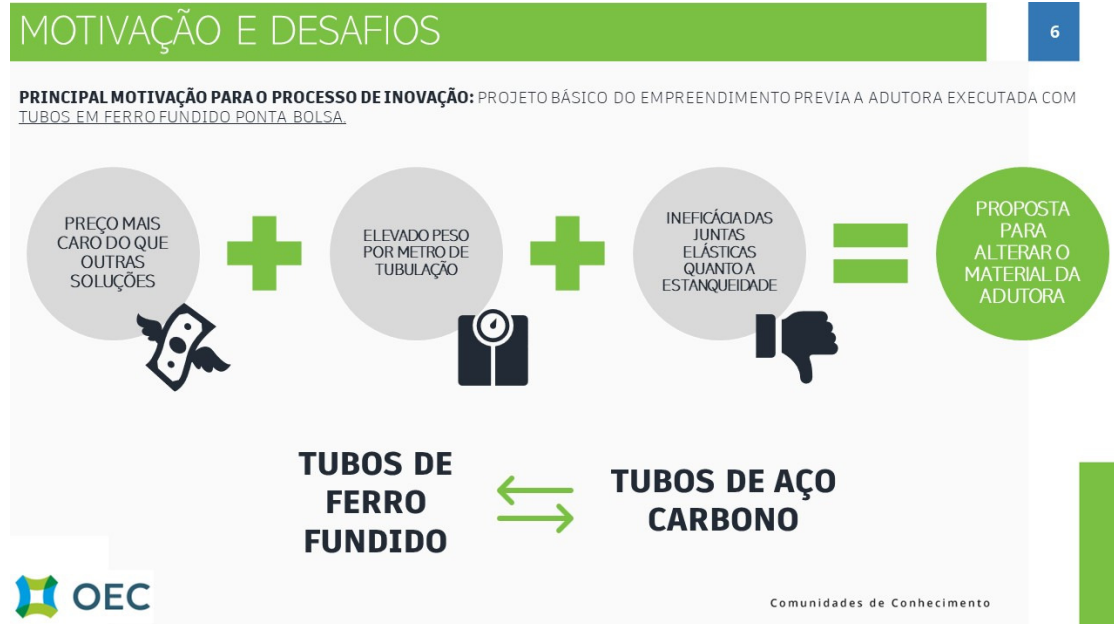 MOTIVAÇÃO E DESAFIOS
6
PRINCIPAL MOTIVAÇÃO PARA O PROCESSO DE INOVAÇÃO: PROJETO BÁSICO DO EMPREENDIMENTO PREVIA A ADUTORA EXECUTADA COM
TUBOS EM FERRO FUNDIDO PONTA BOLSA.
PREÇO MAIS
CARO DO QUE
OUTRAS
SOLUÇÕES
ELEVADO PESO
POR METRO DE
TUBULAÇÃO
INEFICÁCIA DAS
JUNTAS
ELÁSTICAS
QUANTO A
ESTANQUEIDADE
PROPOSTA
PARA
ALTERAR O
MATERIAL DA
ADUTORA
TUBOS DE
FERRO
FUNDIDO
TUBOS DE AÇO
CARBONO
OEC
Comunidades de Conhecimento